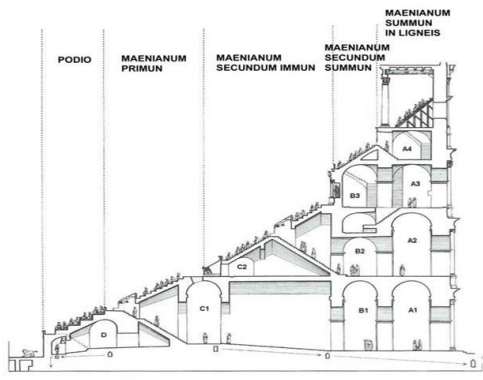 MAENIANUM
SUMMUN
IN LIGNEIS
MAENIANUM
SECUNDUM
SUMMUN
PODIO
MAENIANUM
PRIMUN
MAENIANUM
SECUNDUM IMMUN
A4
B3
A3
A2
B2
C2
C1
B1
A1
D